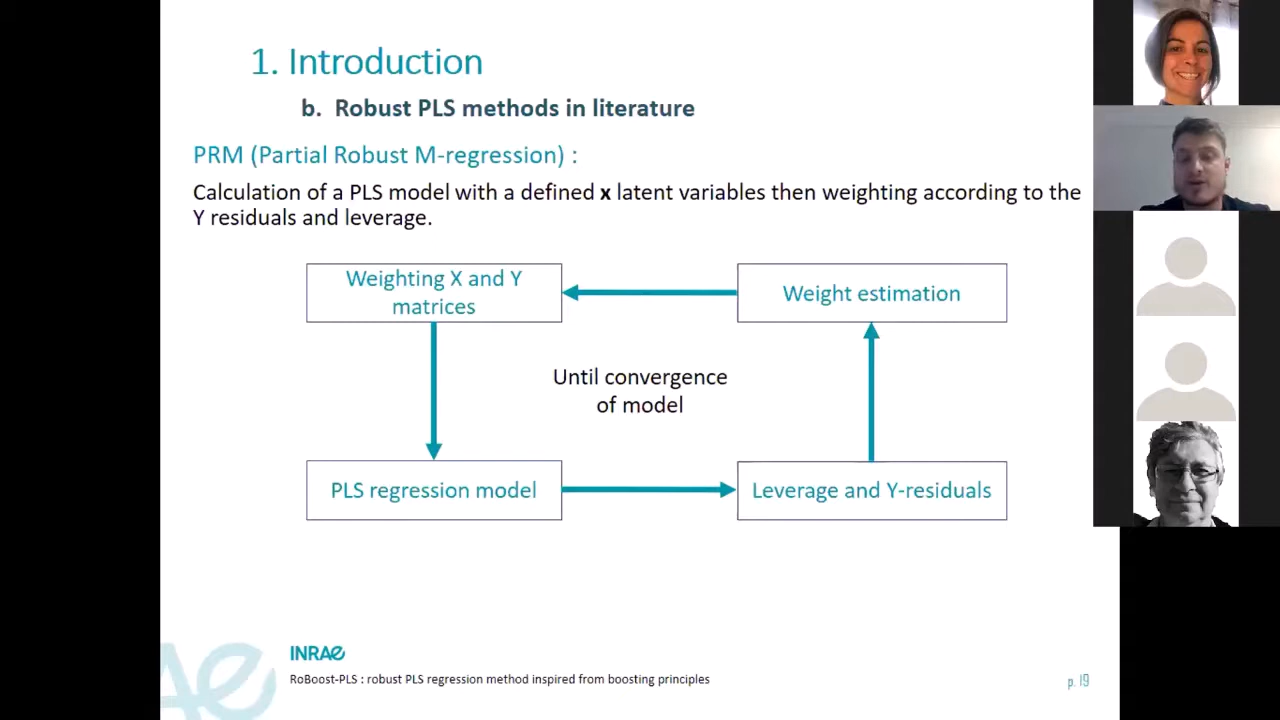 1. Introduction
b. Robust PLS methods in literature
PRM (Partial Robust M-regression) :
Calculation of a PLS model with a defined x latent variables then weighting according to the
Y residuals and leverage.
Weighting X and Y
matrices
Weight estimation
Until convergence
of model
PLS regression model
Leverage and Y-residuals
INRAE
RoBoost-PLS : robust PLS regression method inspired from boosting principles
p. 19